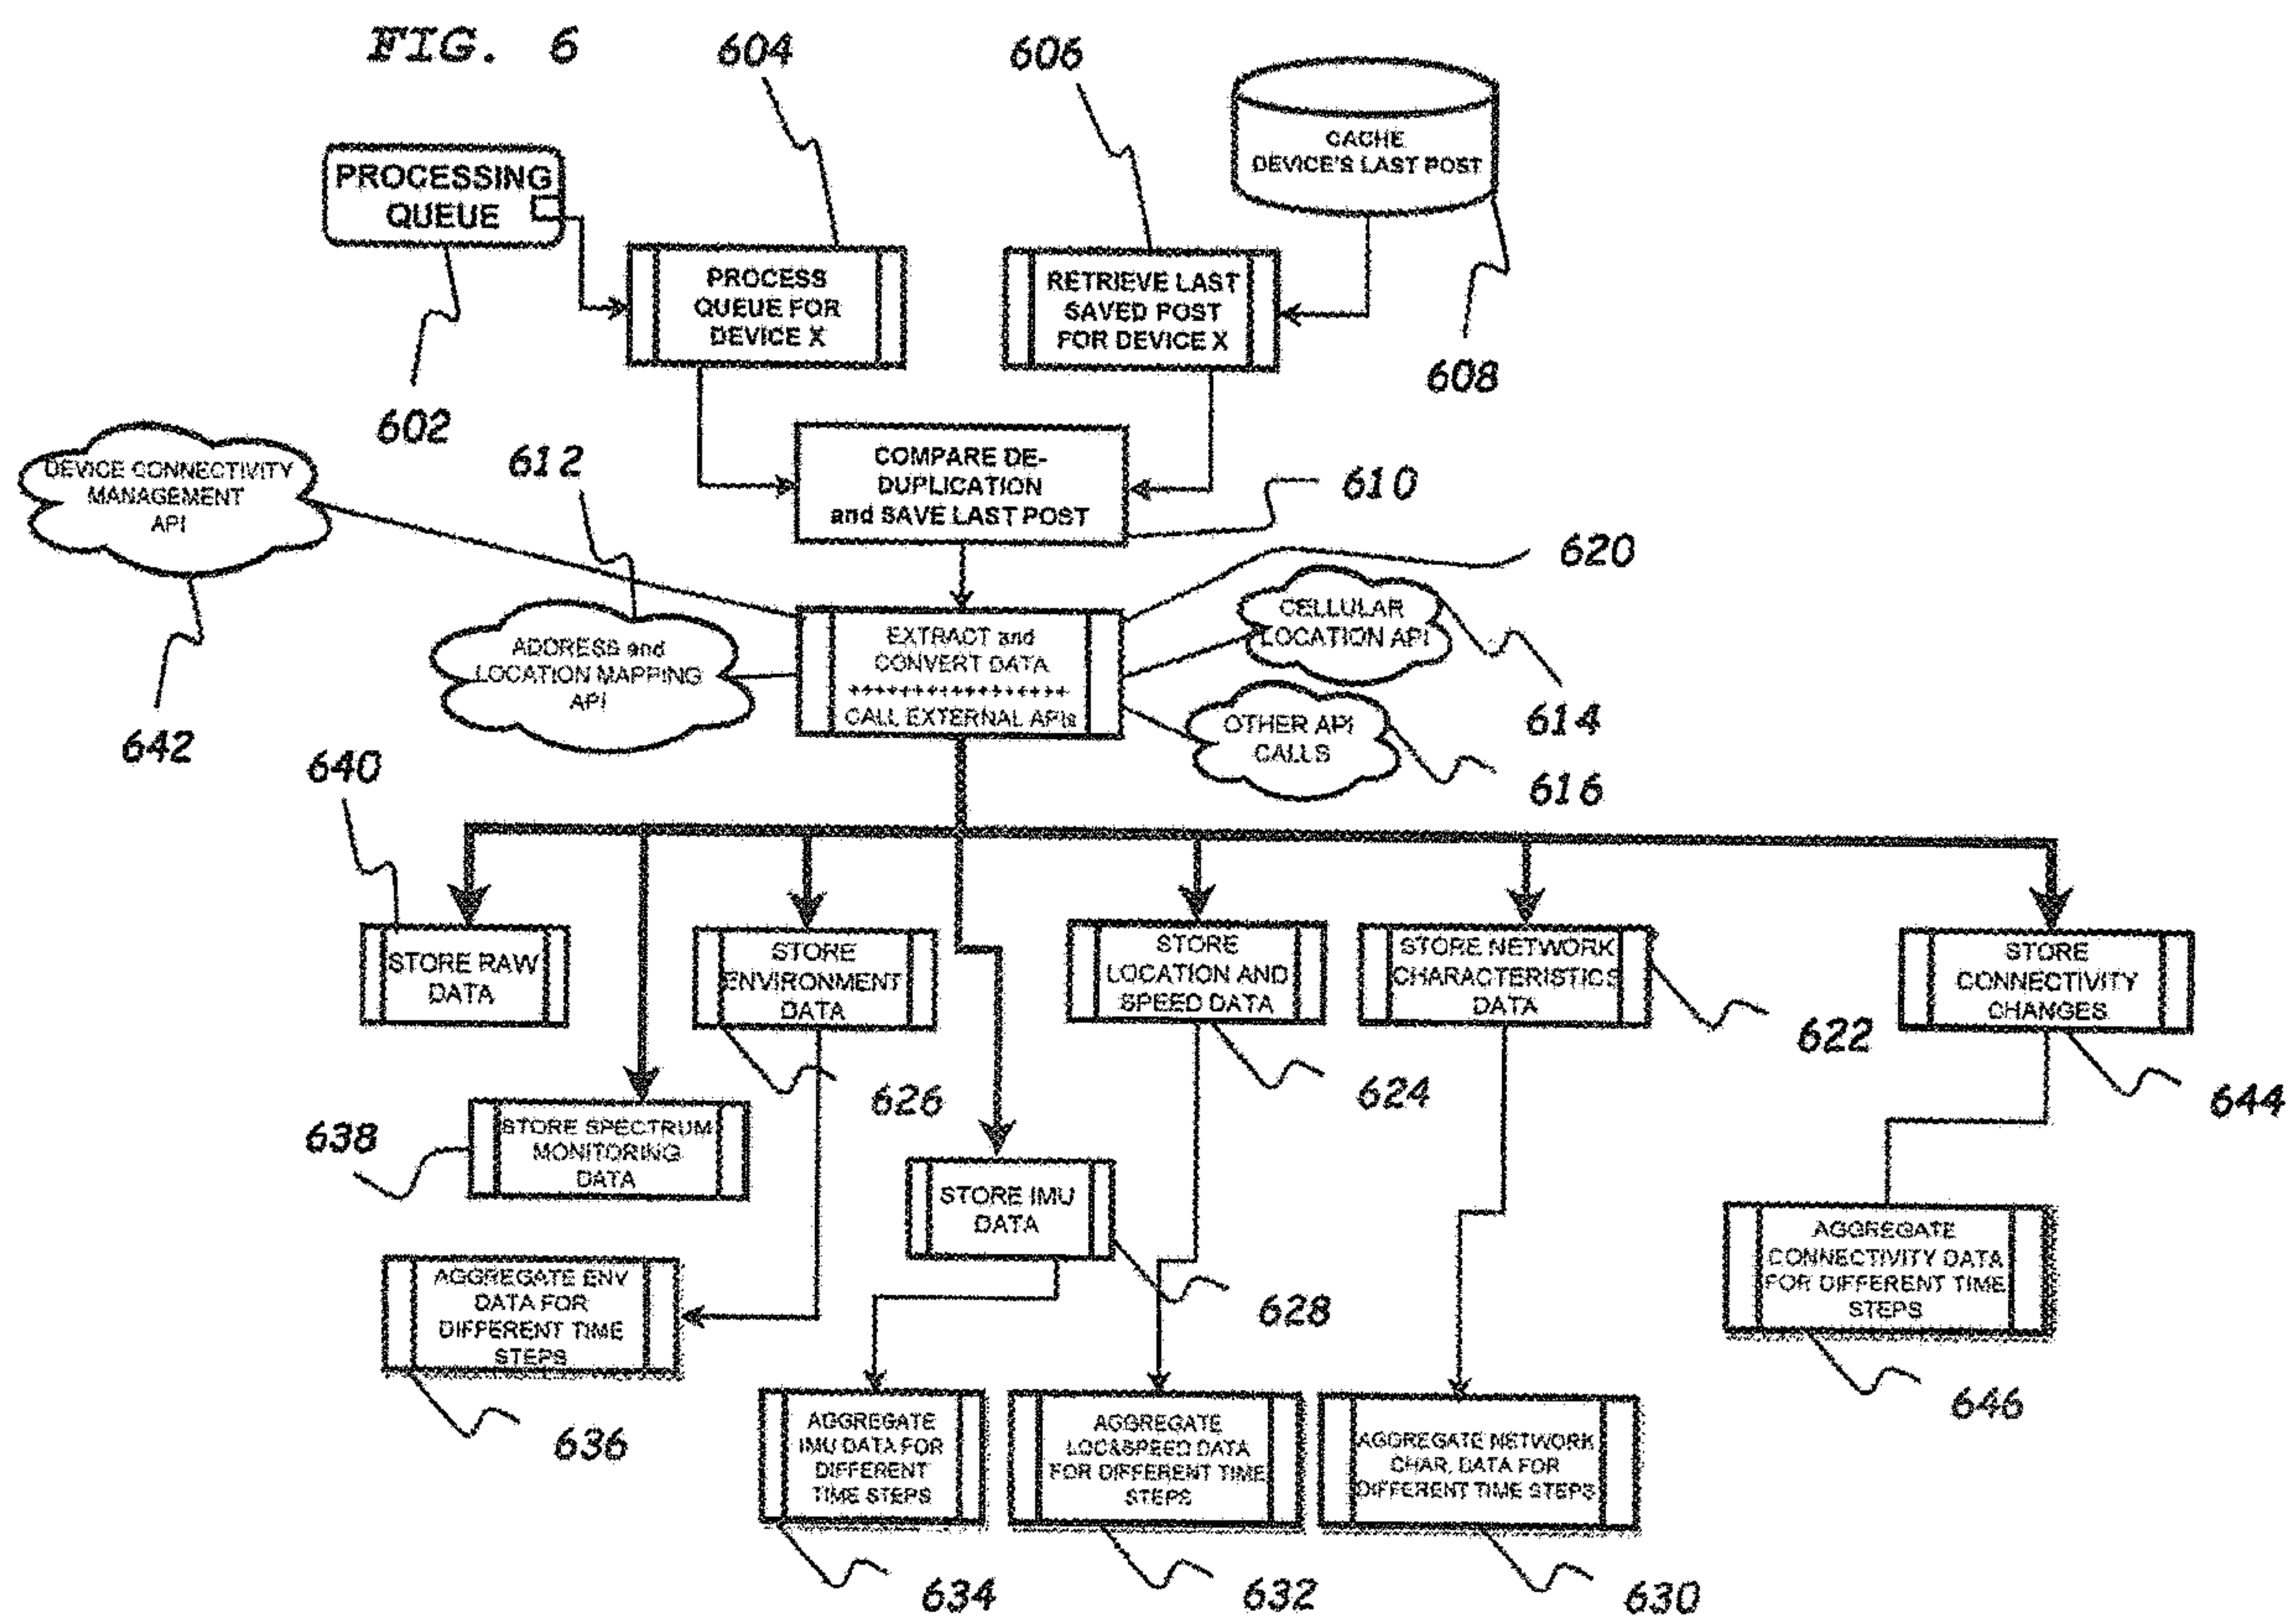 FIG. 6
604
606
CACHE
DEVICE'S LAST POST
PROCESSING
QUEUE
PROCESS
QUEUE FOR
DEVICE X
RETRIEVE LAST
SAVED POST
FOR DEVICE X
608
602
DEVICE CONNECTIVITY
MANAGEMENT
API
612
COMPARE DE-
DUPLICATION
and SAVE LAST POST
610
620
642
ADDRESS and
LOCATION MAPPING
API
EXTRACT and
CONVERT DATA
+++++++++++++++++
CALL EXTERNAL APIs
CELLULAR
LOCATION API
614
OTHER API
CALLS
616
640
STORE RAW
DATA
STORE
ENVIRONMENT
DATA
STORE
LOCATION AND
SPEED DATA
STORE NETWORK
CHARACTERISTICS
DATA
STORE
CONNECTIVITY
CHANGES
622
626
624
644
638
STORE SPECTRUM
MONITORING
DATA
STORE IMU
DATA
628
AGGREGATE ENV
DATA FOR
DIFFERENT TIME
STEPS
AGGREGATE
CONNECTIVITY DATA
FOR DIFFERENT TIME
STEPS
636
646
AGGREGATE
IMU DATA FOR
DIFFERENT
TIME STEPS
AGGREGATE
LOC&SPEED DATA
FOR DIFFERENT TIME
STEPS
AGGREGATE NETWORK
CHAR. DATA FOR
DIFFERENT TIME STEPS
634
632
630